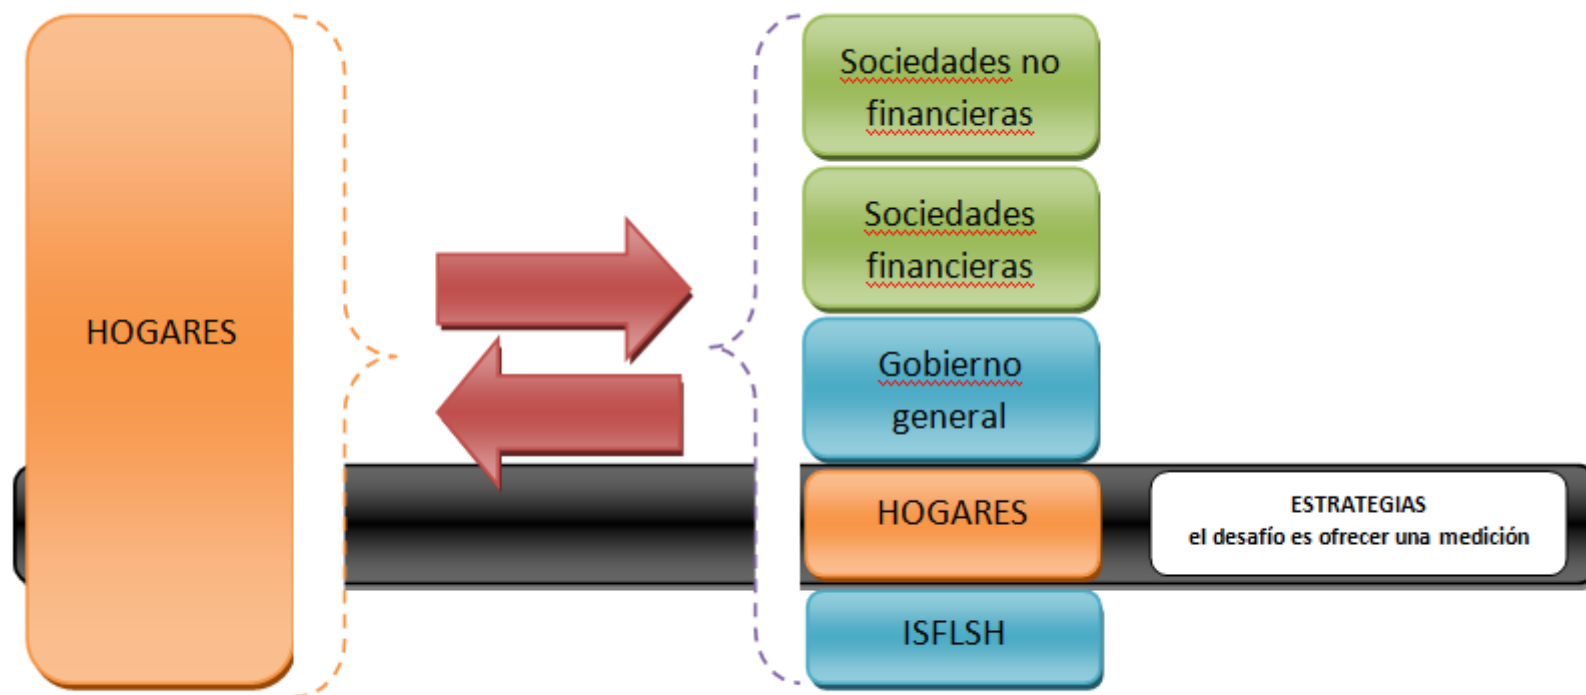 HOGARES
Sociedades no
financieras
Sociedades
financieras
Gobierno
general
HOGARES
ESTRATEGIAS
el desafío es ofrecer una medición
ISFLSH